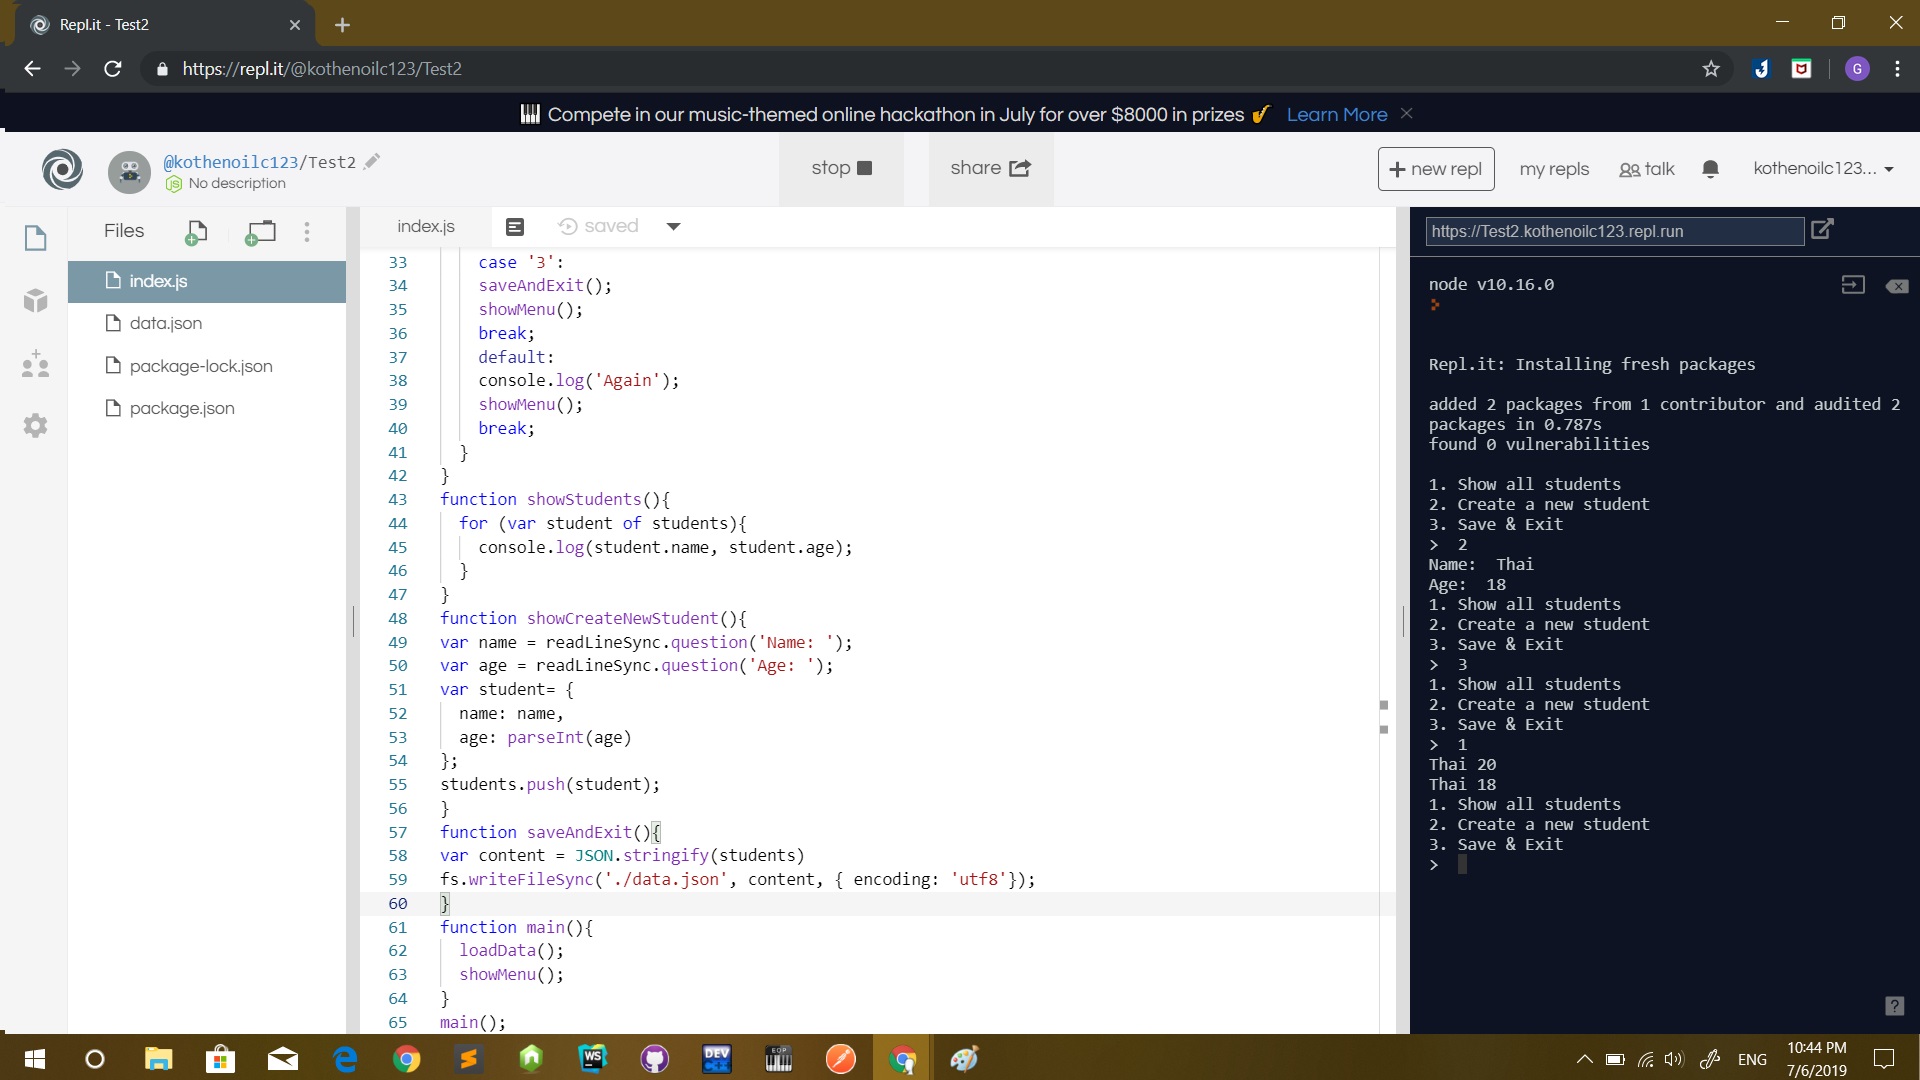 Repl.it - Test2
https://repl.it/@kothenoilc123/Test2
G
Compete in our music-themed online hackathon in July for over $8000 in prizes Learn More
@kothenoilc123/Test2
No description
stop
share
+ new repl
my repls
talk
kothenoilc123...
Files
index.js
data.json
package-lock.json
package.json
index.js
saved
33 case '3':
34 saveAndExit();
35 showMenu();
36 break;
37 default:
38 console.log('Again');
39 showMenu();
40 break;
41 }
42 }
43 function showStudents(){
44 for (var student of students){
45 console.log(student.name, student.age);
46 }
47 }
48 function showCreateNewStudent(){
49 var name = readLineSync.question('Name: ');
50 var age = readLineSync.question('Age: ');
51 var student= {
52 name: name,
53 age: parseInt(age)
54 };
55 students.push(student);
56 }
57 function saveAndExit(){
58 var content = JSON.stringify(students)
59 fs.writeFileSync('./data.json', content, { encoding: 'utf8'});
60 }
61 function main(){
62 loadData();
63 showMenu();
64 }
65 main();
https://Test2.kothenoilc123.repl.run
node v10.16.0
Repl.it: Installing fresh packages
added 2 packages from 1 contributor and audited 2
packages in 0.787s
found 0 vulnerabilities
1. Show all students
2. Create a new student
3. Save & Exit
> 2
Name: Thai
Age: 18
1. Show all students
2. Create a new student
3. Save & Exit
> 3
1. Show all students
2. Create a new student
3. Save & Exit
> 1
Thai 20
Thai 18
1. Show all students
2. Create a new student
3. Save & Exit
>
?
WS
DEV
ENG
10:44 PM
7/6/2019